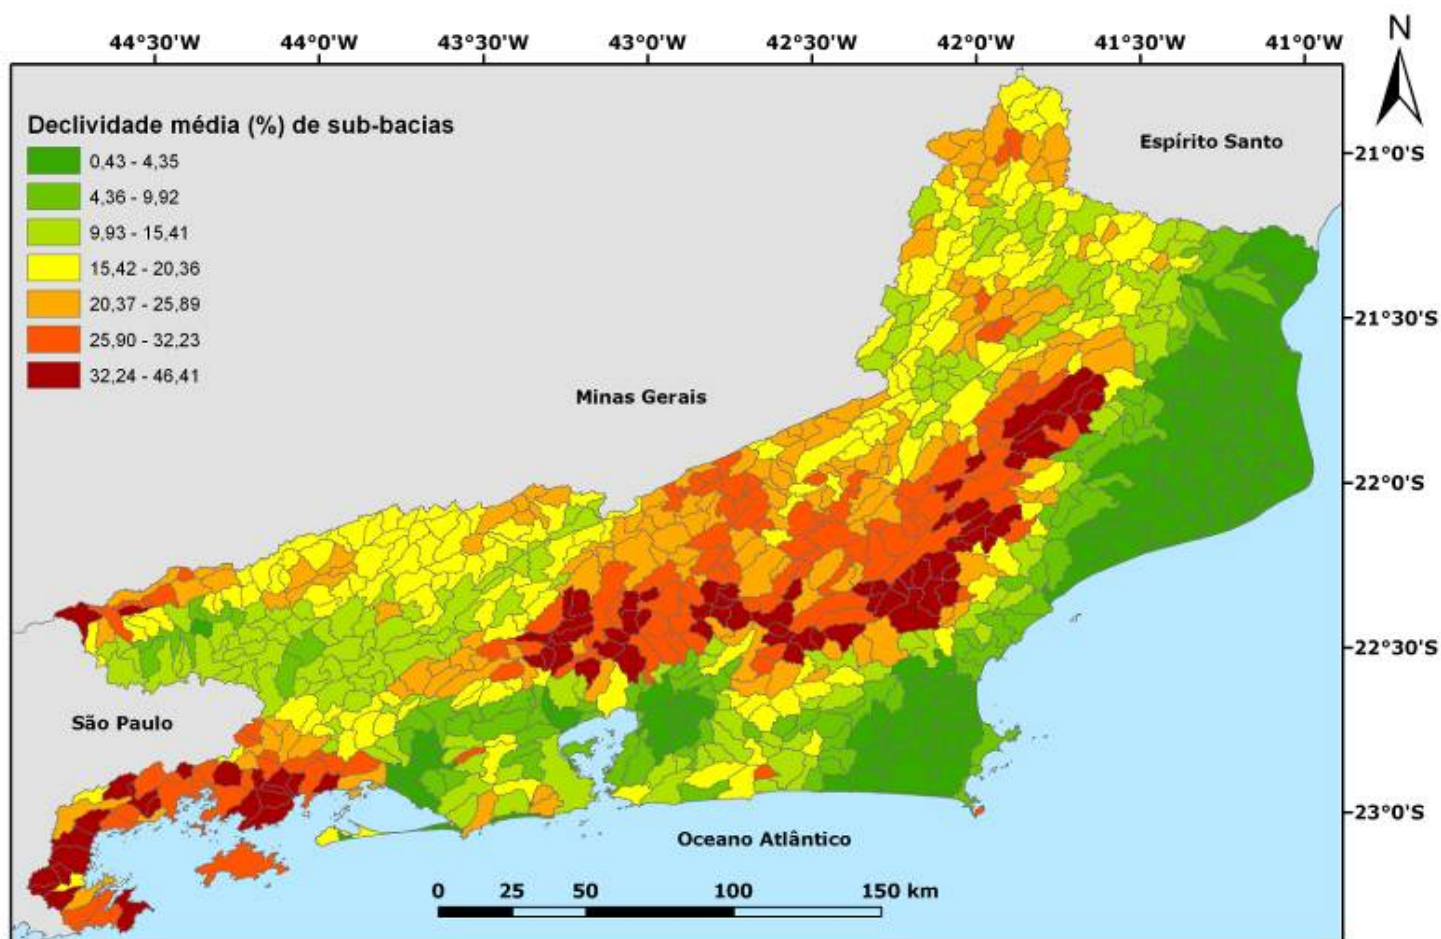 N
44°30'W 44°0'W 43°30'W 43°0'W 42°30'W 42°0'W 41°30'W 41°0'W
Declividade média (%) de sub-bacias
0,43 - 4,35
4,36 - 9,92
9,93 - 15,41
15,42 - 20,36
20,37 - 25,89
25,90 - 32,23
32,24 - 46,41
Espírito Santo
21°0'S
21°30'S
Minas Gerais
22°0'S
22°30'S
São Paulo
23°0'S
Oceano Atlântico
0 25 50 100 150 km